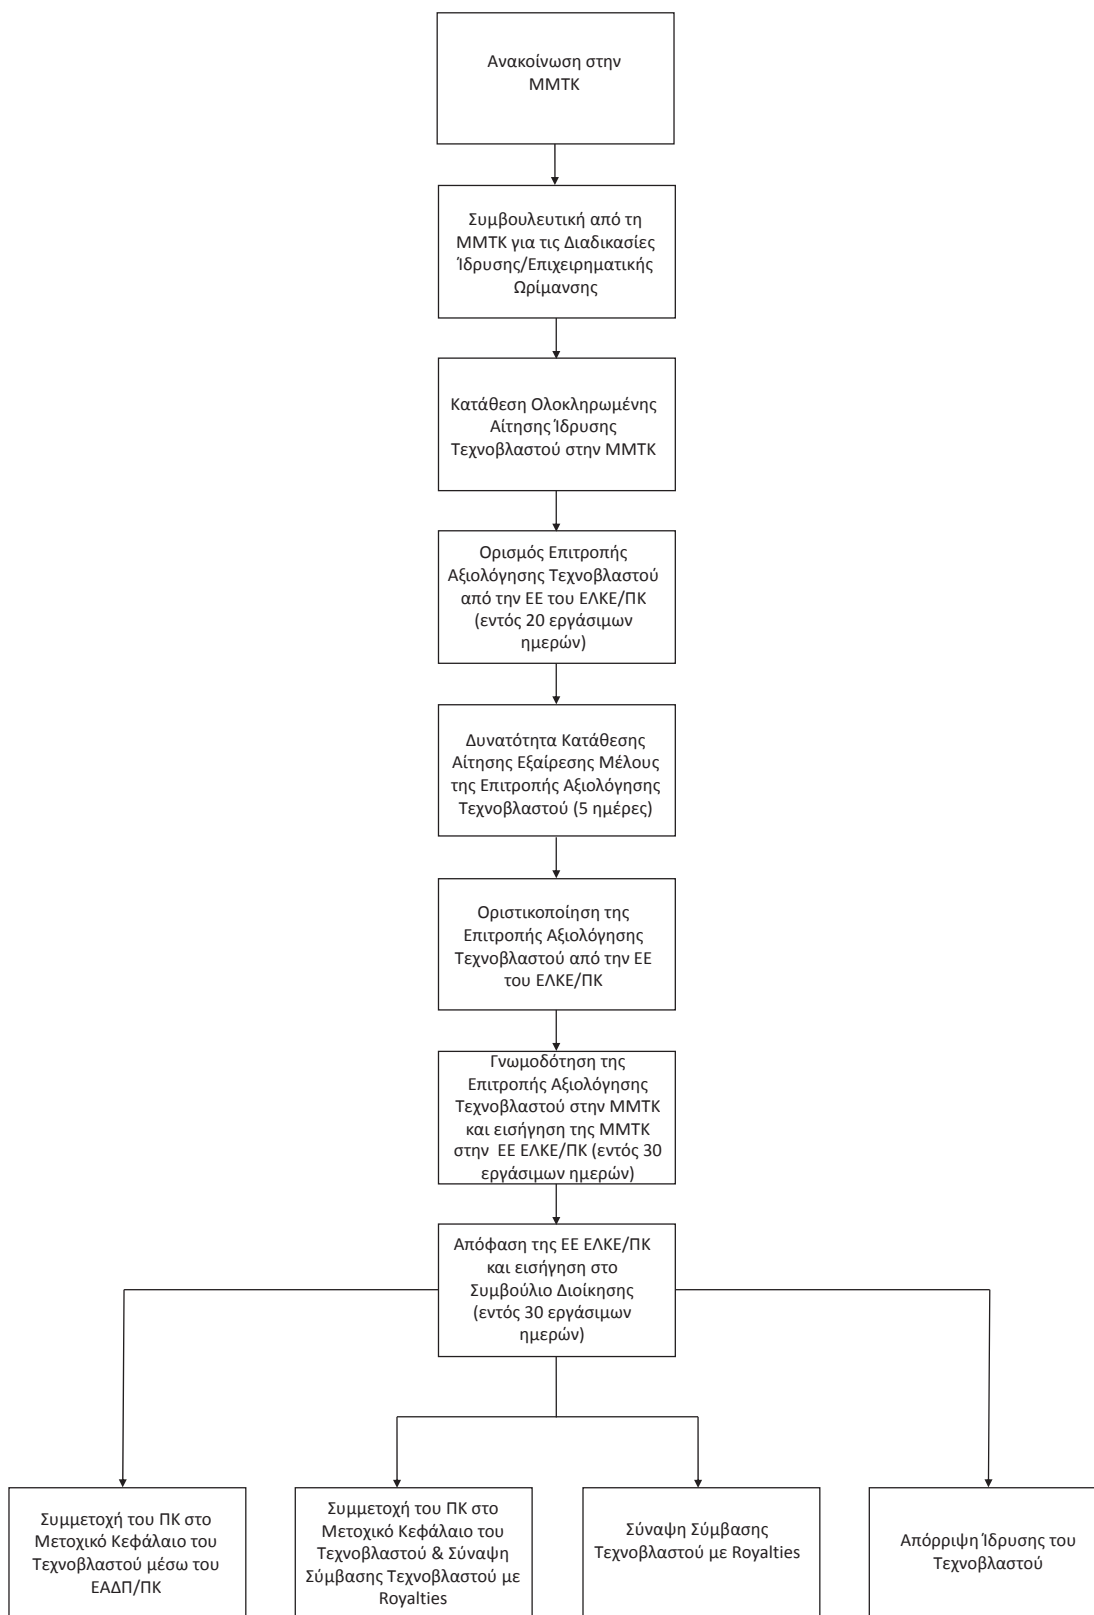 Ανακοίνωση στην
ΜΜΤΚ
Συμβουλευτική από τη
ΜΜΤΚ για τις Διαδικασίες
Ίδρυσης/Επιχειρηματικής
Ωρίμανσης
Κατάθεση Ολοκληρωμένης
Αίτησης Ίδρυσης
Τεχνοβλαστού στην ΜΜΤΚ
Ορισμός Επιτροπής
Αξιολόγησης Τεχνοβλαστού
από την ΕΕ του ΕΛΚΕ/ΠΚ
(εντός 20 εργάσιμων
ημερών)
Δυνατότητα Κατάθεσης
Αίτησης Εξαίρεσης Μέλους
της Επιτροπής Αξιολόγησης
Τεχνοβλαστού (5 ημέρες)
Οριστικοποίηση της
Επιτροπής Αξιολόγησης
Τεχνοβλαστού από την ΕΕ
του ΕΛΚΕ/ΠΚ
Γνωμοδότηση της
Επιτροπής Αξιολόγησης
Τεχνοβλαστού στην ΜΜΤΚ
και εισήγηση της ΜΜΤΚ
στην ΕΕ ΕΛΚΕ/ΠΚ (εντός 30
εργάσιμων ημερών)
Απόφαση της ΕΕ ΕΛΚΕ/ΠΚ
και εισήγηση στο
Συμβούλιο Διοίκησης
(εντός 30 εργάσιμων
ημερών)
Συμμετοχή του ΠΚ στο
Μετοχικό Κεφάλαιο του
Τεχνοβλαστού μέσω του
ΕΑΔΠ/ΠΚ
Συμμετοχή του ΠΚ στο
Μετοχικό Κεφάλαιο του
Τεχνοβλαστού & Σύναψη
Σύμβασης Τεχνοβλαστού με
Royalties
Σύναψη Σύμβασης
Τεχνοβλαστού με Royalties
Απόρριψη Ίδρυσης του
Τεχνοβλαστού